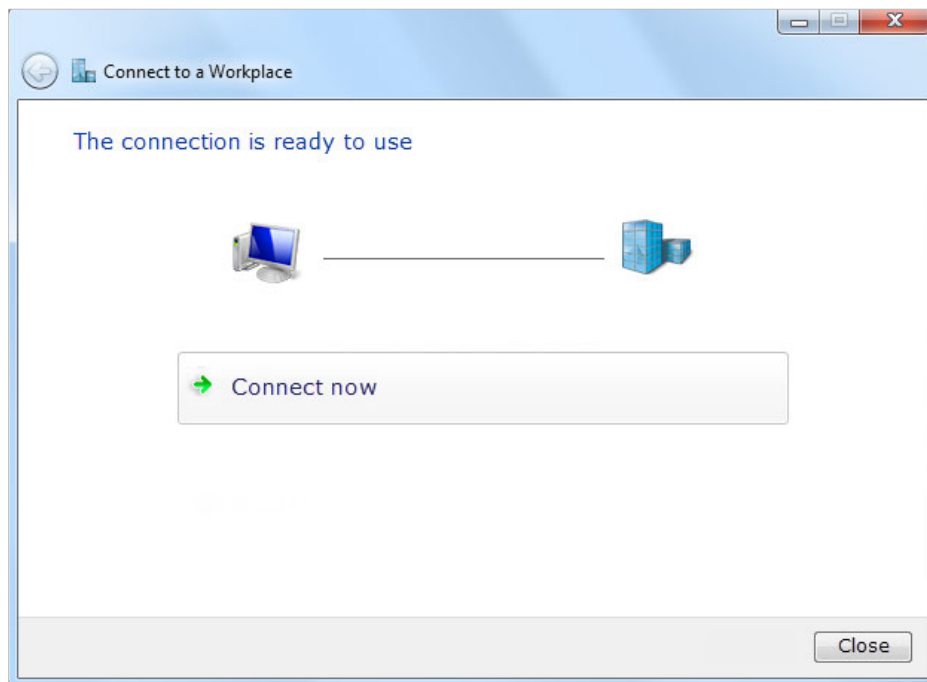 Connect to a Workplace
The connection is ready to use
Connect now
Close